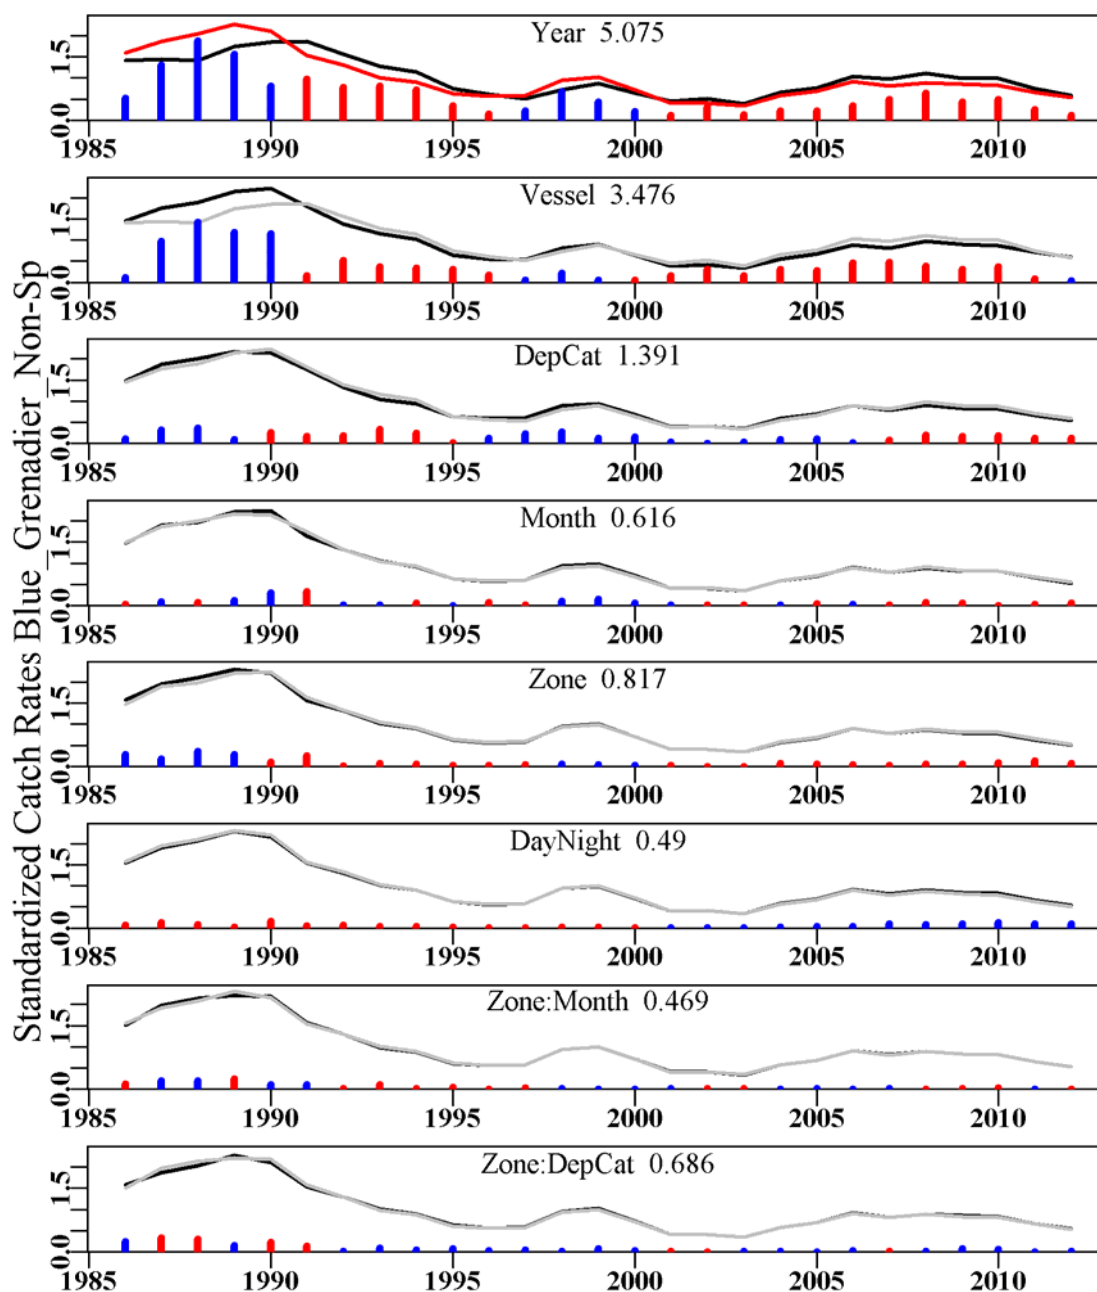 Standardized Catch Rates Blue_Grenadier_Non-Sp
Year 5.075
0.0 1.5
1985 1990 1995 2000 2005 2010
Vessel 3.476
0.0 1.5
1985 1990 1995 2000 2005 2010
DepCat 1.391
0.0 1.5
1985 1990 1995 2000 2005 2010
Month 0.616
0.0 1.5
1985 1990 1995 2000 2005 2010
Zone 0.817
0.0 1.5
1985 1990 1995 2000 2005 2010
DayNight 0.49
0.0 1.5
1985 1990 1995 2000 2005 2010
Zone:Month 0.469
0.0 1.5
1985 1990 1995 2000 2005 2010
Zone:DepCat 0.686
0.0 1.5
1985 1990 1995 2000 2005 2010